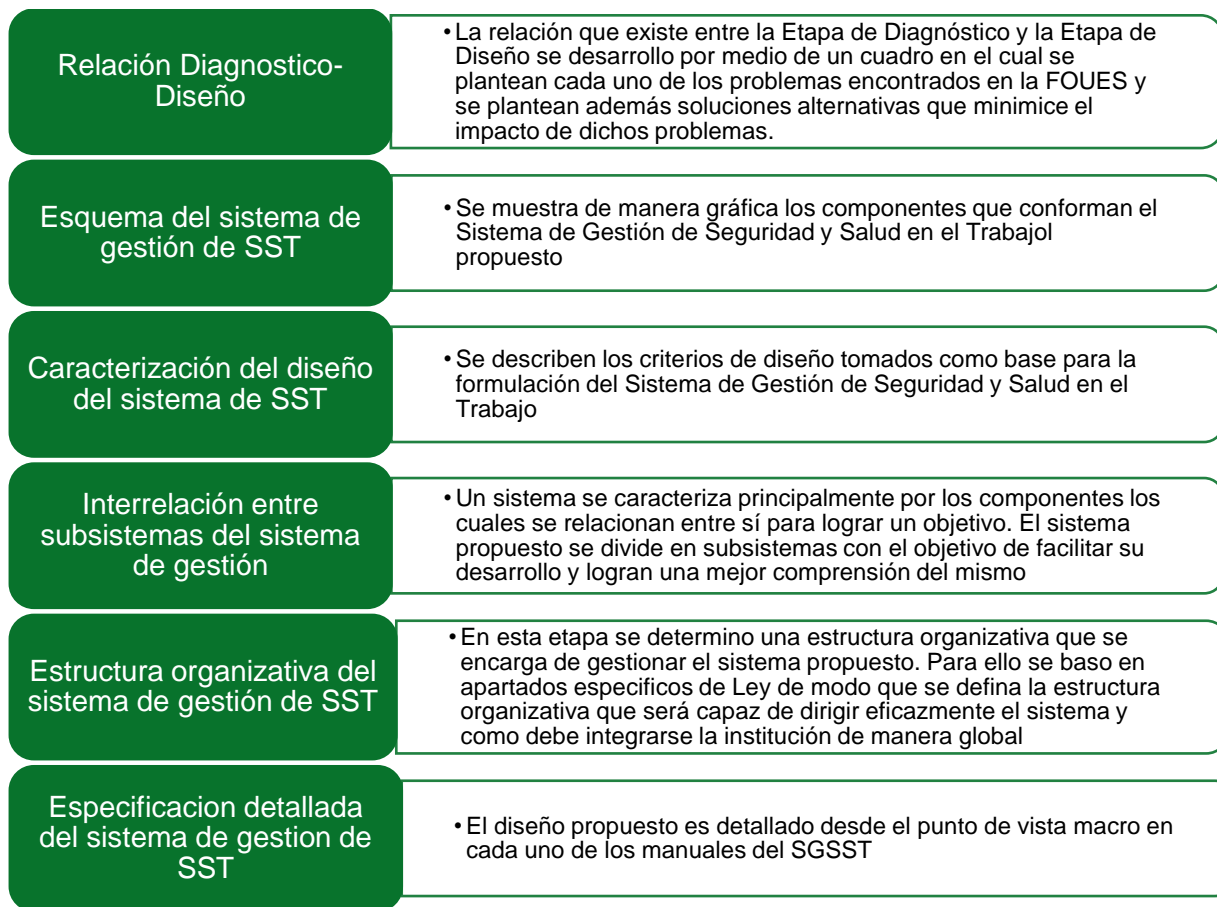 Relación Diagnostico-
Diseño
• La relación que existe entre la Etapa de Diagnóstico y la Etapa de
Diseño se desarrollo por medio de un cuadro en el cual se
plantean cada uno de los problemas encontrados en la FOUES y
se plantean además soluciones alternativas que minimice el
impacto de dichos problemas.
Esquema del sistema de
gestión de SST
• Se muestra de manera gráfica los componentes que conforman el
Sistema de Gestión de Seguridad y Salud en el Trabajol
propuesto
Caracterización del diseño
del sistema de SST
• Se describen los criterios de diseño tomados como base para la
formulación del Sistema de Gestión de Seguridad y Salud en el
Trabajo
Interrelación entre
subsistemas del sistema
de gestión
• Un sistema se caracteriza principalmente por los componentes los
cuales se relacionan entre sí para lograr un objetivo. El sistema
propuesto se divide en subsistemas con el objetivo de facilitar su
desarrollo y logran una mejor comprensión del mismo
Estructura organizativa del
sistema de gestión de SST
• En esta etapa se determino una estructura organizativa que se
encarga de gestionar el sistema propuesto. Para ello se baso en
apartados especificos de Ley de modo que se defina la estructura
organizativa que será capaz de dirigir eficazmente el sistema y
como debe integrarse la institución de manera global
Especificacion detallada
del sistema de gestion de
SST
• El diseño propuesto es detallado desde el punto de vista macro en
cada uno de los manuales del SGSST